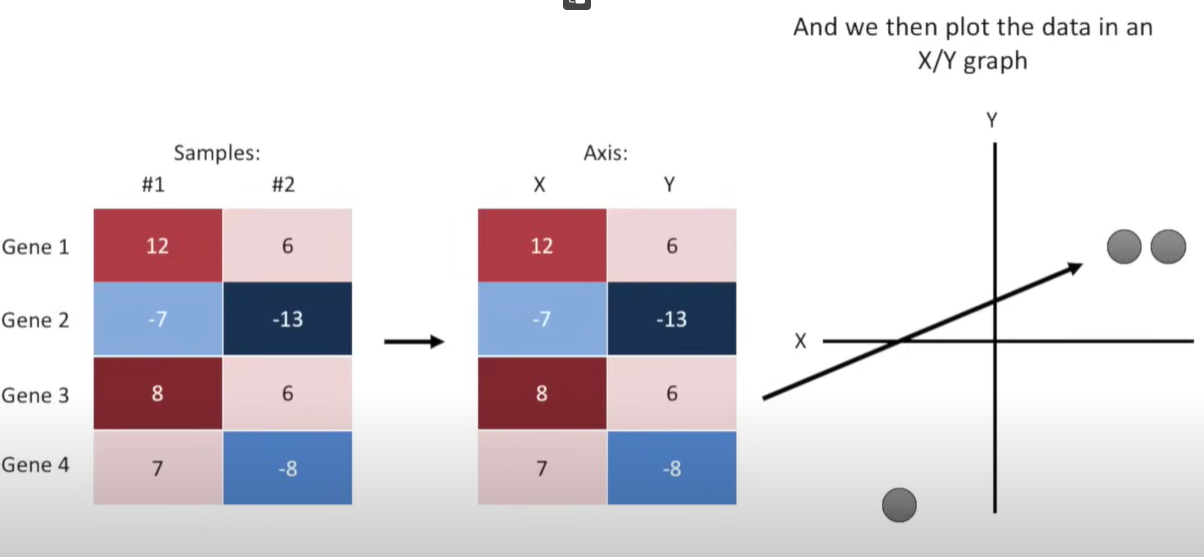 And we then plot the data in an
X/Y graph
Samples:
#1 #2
Gene 1 12 6
Gene 2 -7 -13
Gene 3 8 6
Gene 4 7 -8
Axis:
X Y
12 6
-7 -13
8 6
7 -8
Y
X